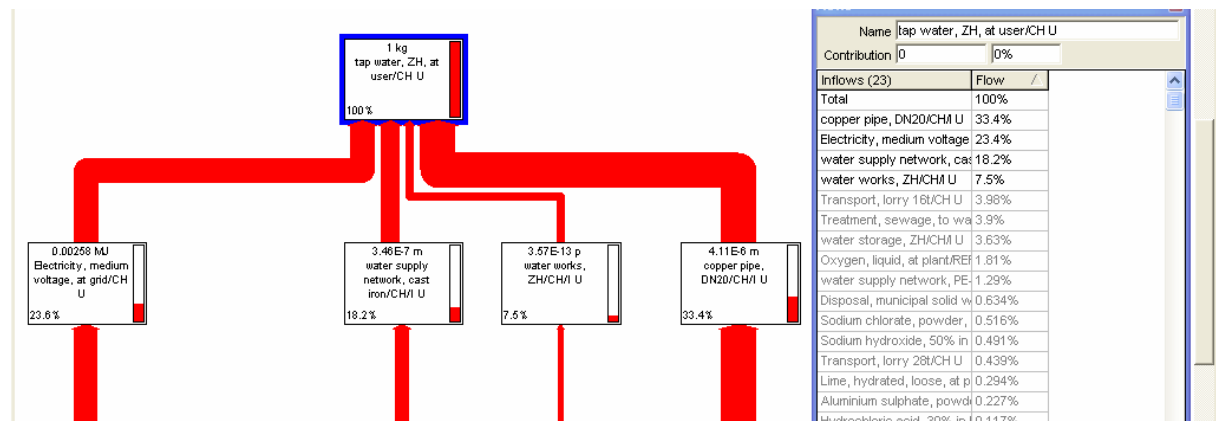 1 kg
tap water, ZH, at
user/CH U
100 %
0.00258 MJ
Electricity, medium
voltage, at grid/CH
U
23.6%
3.46E-7 m
water supply
network, cast
iron/CH/I U
18.2%
3.57E-13 p
water works,
ZH/CH/I U
7.5%
4.11E-6 m
copper pipe,
DN20/CH/I U
33.4%
Name tap water, ZH, at user/CH U
Contribution 0 0%
Inflows (23) Flow
Total 100%
copper pipe, DN20/CH/I U 33.4%
Electricity, medium voltage 23.4%
water supply network, cas 18.2%
water works, ZH/CH/I U 7.5%
Transport, lorry 16t/CH U 3.98%
Treatment, sewage, to wa 3.9%
water storage, ZH/CH/I U 3.63%
Oxygen, liquid, at plant/REF 1.81%
water supply network, PE- 1.29%
Disposal, municipal solid w 0.634%
Sodium chlorate, powder, 0.516%
Sodium hydroxide, 50% in 0.491%
Transport, lorry 28t/CH U 0.439%
Lime, hydrated, loose, at p 0.294%
Aluminium sulphate, powd 0.227%
Hydrochloric acid, 30% in 0.117%